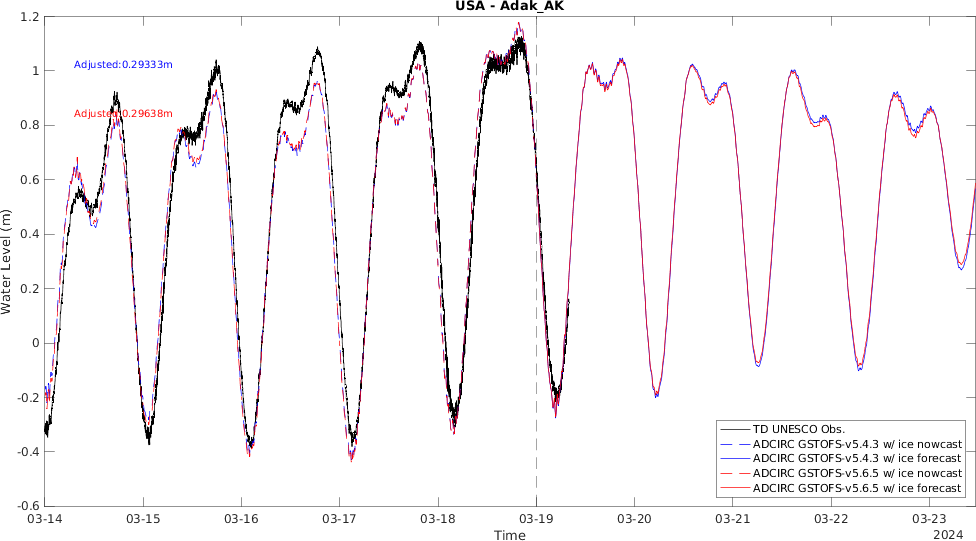 USA - Adak_AK
1.2
1
0.8
0.6
0.4
0.2
0
-0.2
-0.4
-0.6
Water Level (m)
Adjusted:0.29333m
Adjusted:0.29638m
TD UNESCO Obs.
ADCIRC GSTOFS-v5.4.3 w/ ice nowcast
ADCIRC GSTOFS-v5.4.3 w/ ice forecast
ADCIRC GSTOFS-v5.6.5 w/ ice nowcast
ADCIRC GSTOFS-v5.6.5 w/ ice forecast
03-14 03-15 03-16 03-17 03-18 03-19 03-20 03-21 03-22 03-23
Time
2024